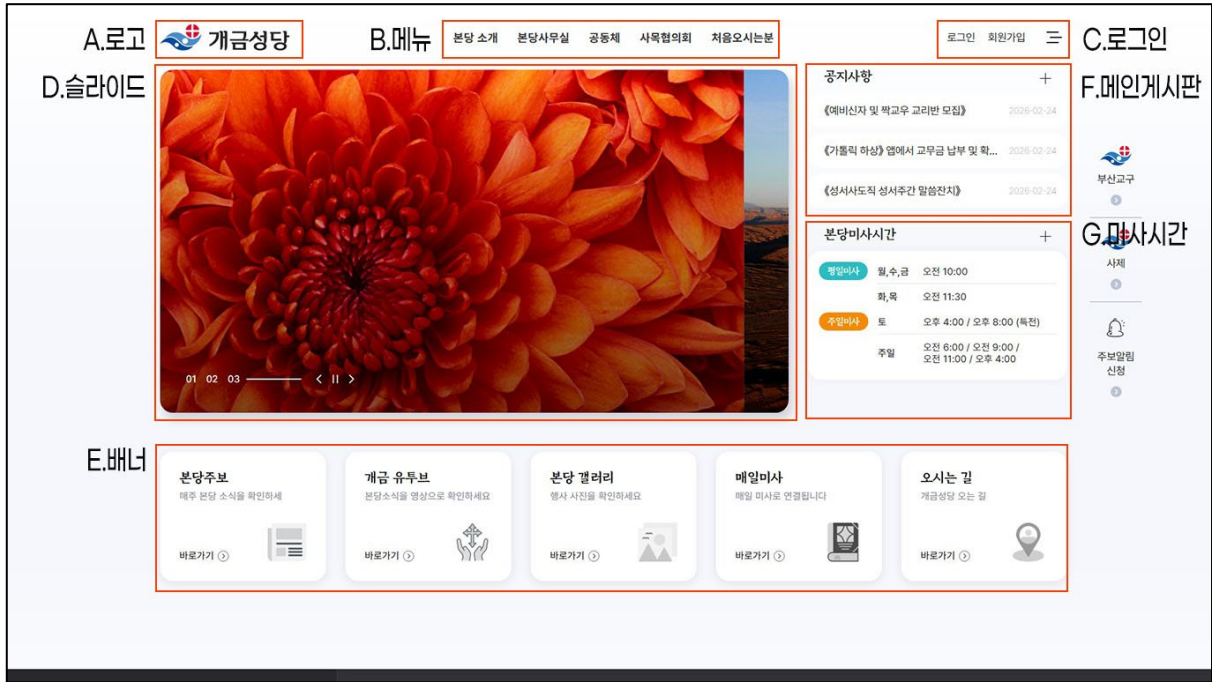 A.로고
개금성당
B.메뉴
본당 소개 본당사무실 공동체 사목협의회 처음오시는분
로그인 회원가입
C.로그인
D.슬라이드
01 02 03
공지사항
F.메인게시판
《예비신자 및 짝교우 교리반 모집》 2026-02-24
《가톨릭 하상》 앱에서 교무금 납부 및 확... 2026-02-24
《성서사도직 성서주간 말씀잔치》 2026-02-24
본당미사시간
G.미사시간
평일미사 월,수,금 오전 10:00
화,목 오전 11:30
주일미사 토 오후 4:00 / 오후 8:00 (특전)
주일 오전 6:00 / 오전 9:00 /
오전 11:00 / 오후 4:00
부산교구
사제
주보알림
신청
E.배너
본당주보
매주 본당 소식을 확인하세
바로가기
개금 유투브
본당소식을 영상으로 확인하세요
바로가기
본당 갤러리
행사 사진을 확인하세요
바로가기
매일미사
매일 미사로 연결됩니다
바로가기
오시는 길
개금성당 오는 길
바로가기